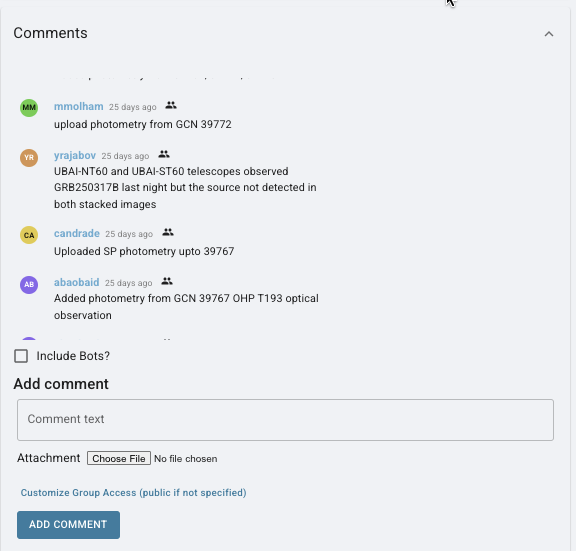 Comments
MM mmolham 25 days ago
upload photometry from GCN 39772
YR yrajabov 25 days ago
UBAI-NT60 and UBAI-ST60 telescopes observed
GRB250317B last night but the source not detected in
both stacked images
CA candrade 25 days ago
Uploaded SP photometry upto 39767
AB abaobaid 25 days ago
Added photometry from GCN 39767 OHP T193 optical
observation
Include Bots?
Add comment
Comment text
Attachment Choose File No file chosen
Customize Group Access (public if not specified)
ADD COMMENT